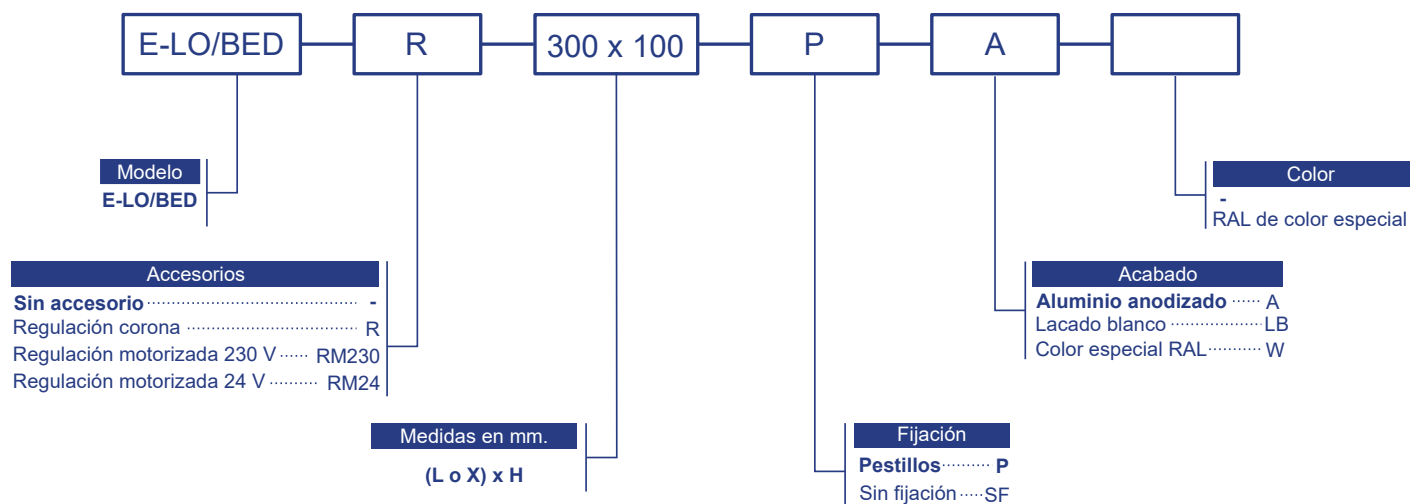 E-LO/BED R 300 x 100 P A
Modelo
E-LO/BED
Color
-
RAL de color especial
Accesorios
Sin accesorio -
Regulación corona R
Regulación motorizada 230 V RM230
Regulación motorizada 24 V RM24
Acabado
Aluminio anodizado A
Lacado blanco LB
Color especial RAL W
Medidas en mm.
(L o X) x H
Fijación
Pestillos P
Sin fijación SF